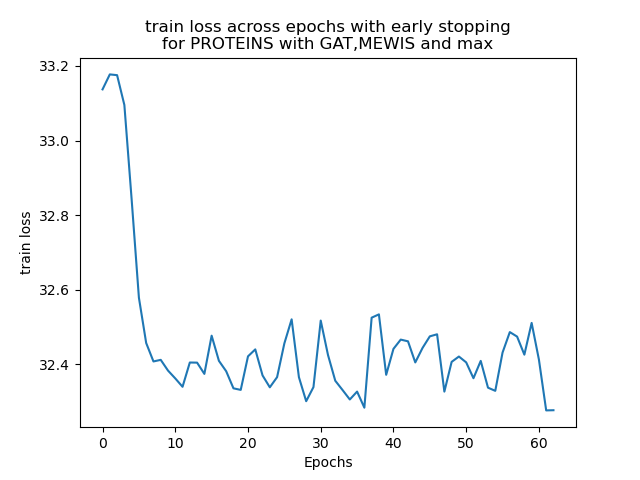 train loss across epochs with early stopping
for PROTEINS with GAT,MEWIS and max
33.2
33.0
32.8
32.6
32.4
train loss
0 10 20 30 40 50 60
Epochs